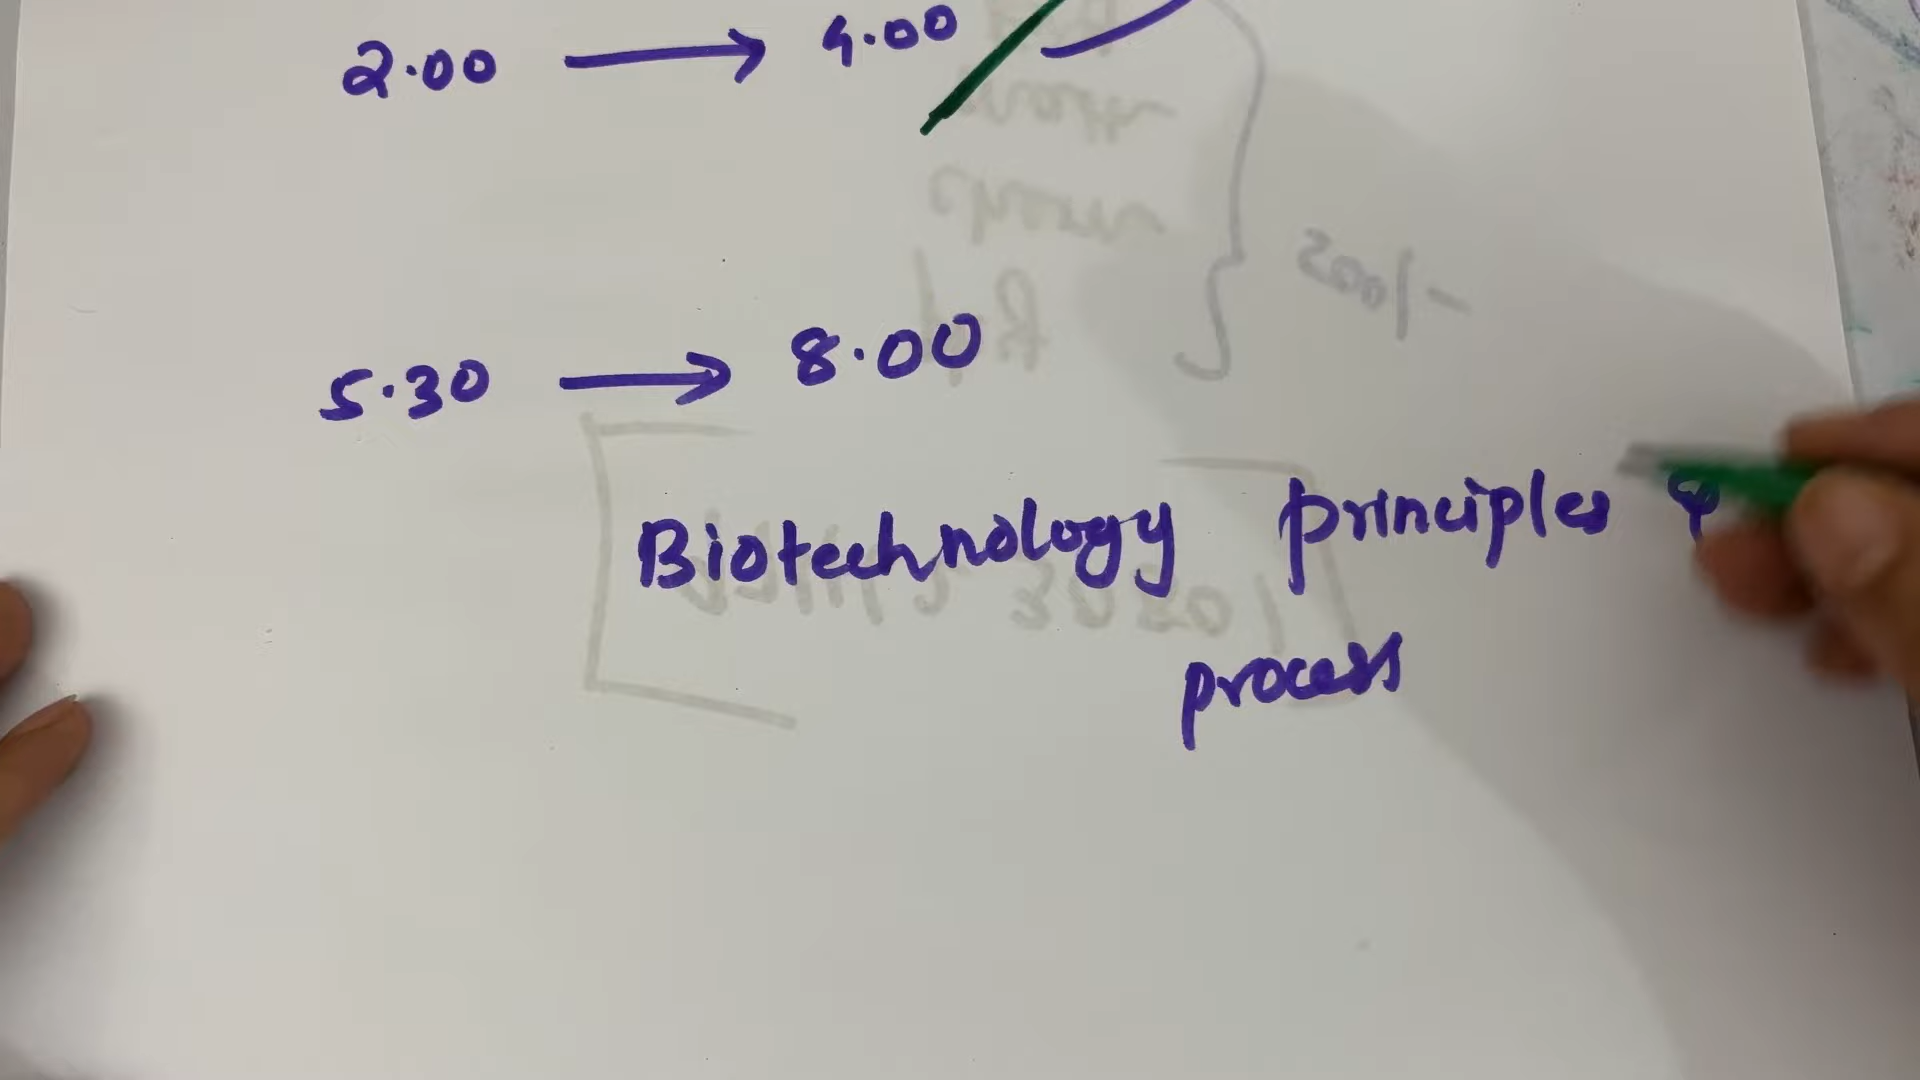 2.00 → 4.00
5.30 → 8.00
Biotechnology principles &
process